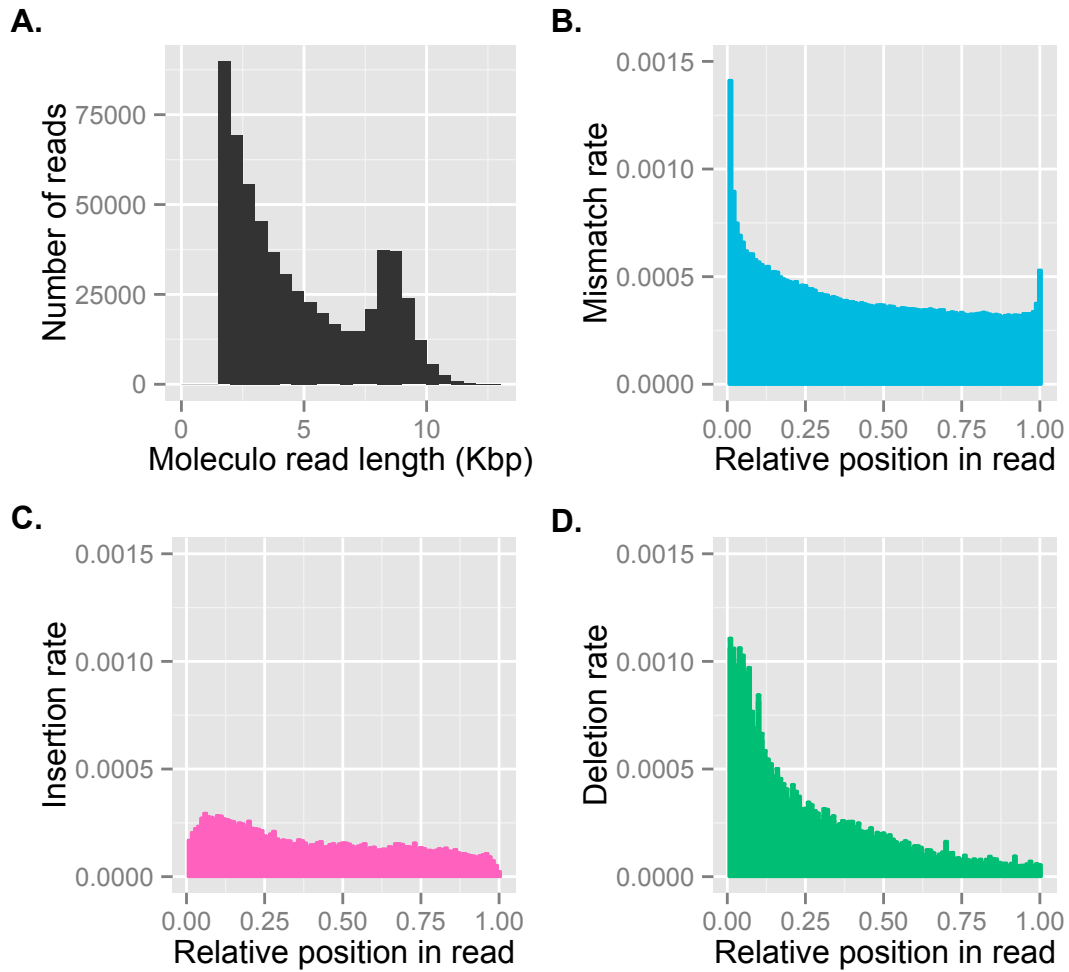 A.
Number of reads
75000
50000
25000
0
0 5 10
Moleculo read length (Kbp)
B.
Mismatch rate
0.0015
0.0010
0.0005
0.0000
0.00 0.25 0.50 0.75 1.00
Relative position in read
C.
Insertion rate
0.0015
0.0010
0.0005
0.0000
0.00 0.25 0.50 0.75 1.00
Relative position in read
D.
Deletion rate
0.0015
0.0010
0.0005
0.0000
0.00 0.25 0.50 0.75 1.00
Relative position in read